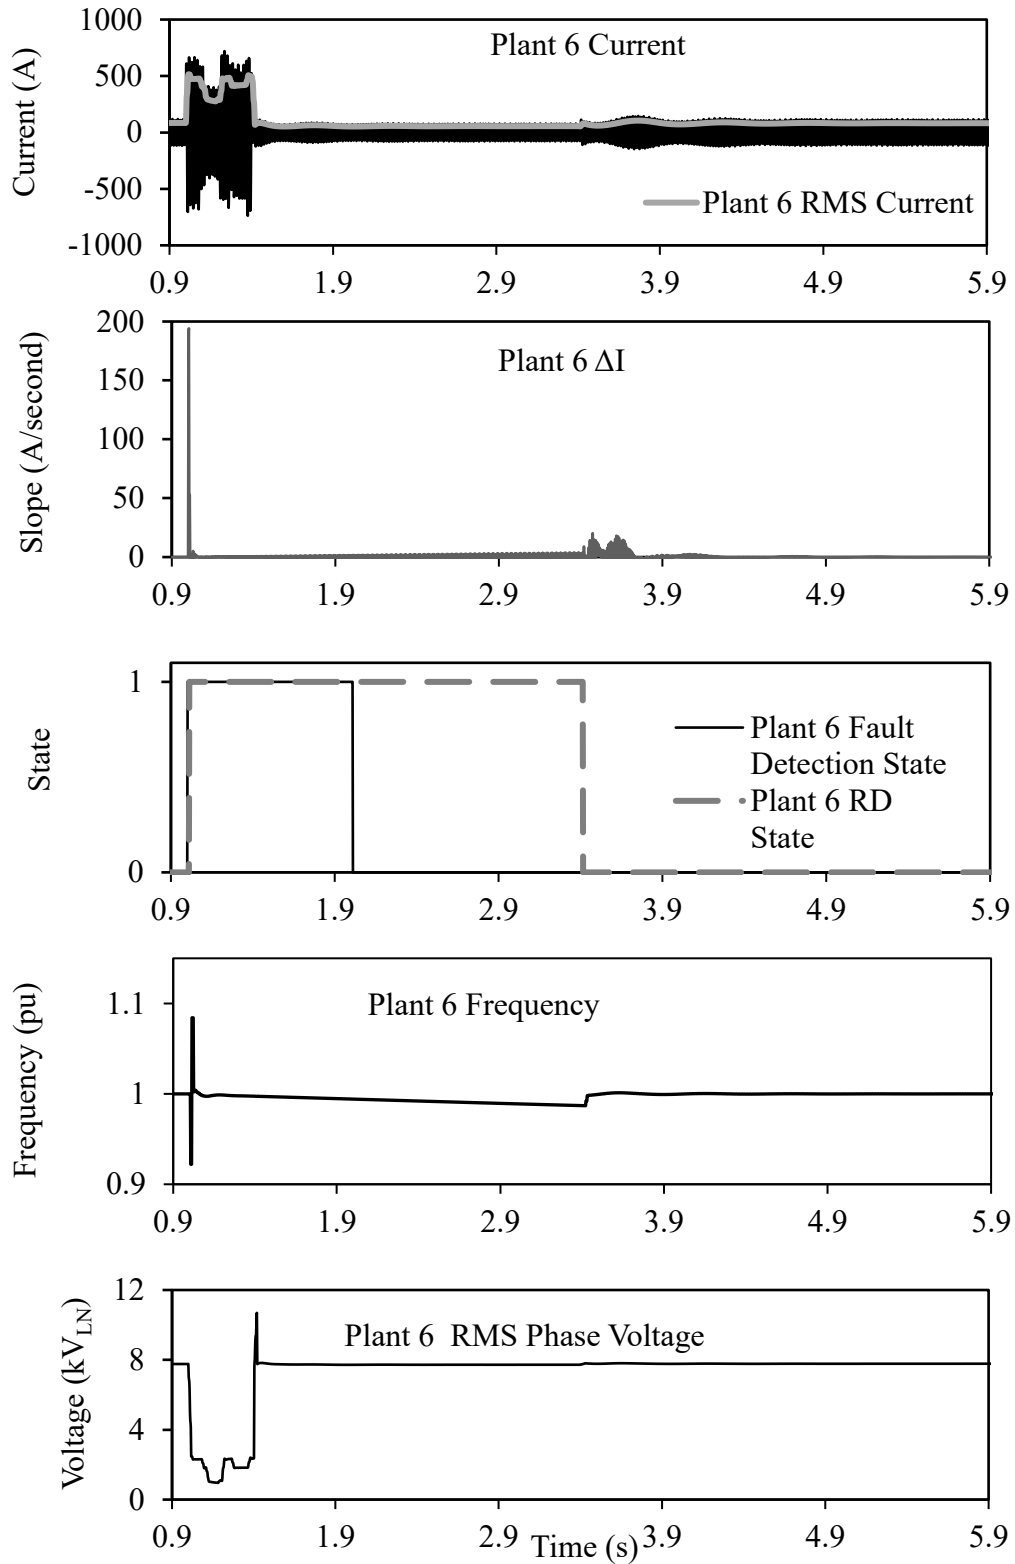 Plant 6 Current
Current (A)
1000
500
0
-500
-1000
Plant 6 RMS Current
0.9 1.9 2.9 3.9 4.9 5.9
Plant 6 ΔI
Slope (A/second)
200
150
100
50
0
0.9 1.9 2.9 3.9 4.9 5.9
State
1
0
Plant 6 Fault
Detection State
Plant 6 RD
State
0.9 1.9 2.9 3.9 4.9 5.9
Plant 6 Frequency
Frequency (pu)
1.1
1
0.9
0.9 1.9 2.9 3.9 4.9 5.9
Plant 6 RMS Phase Voltage
Voltage (kVLN)
12
8
4
0
0.9 1.9 2.9 3.9 4.9 5.9
Time (s)